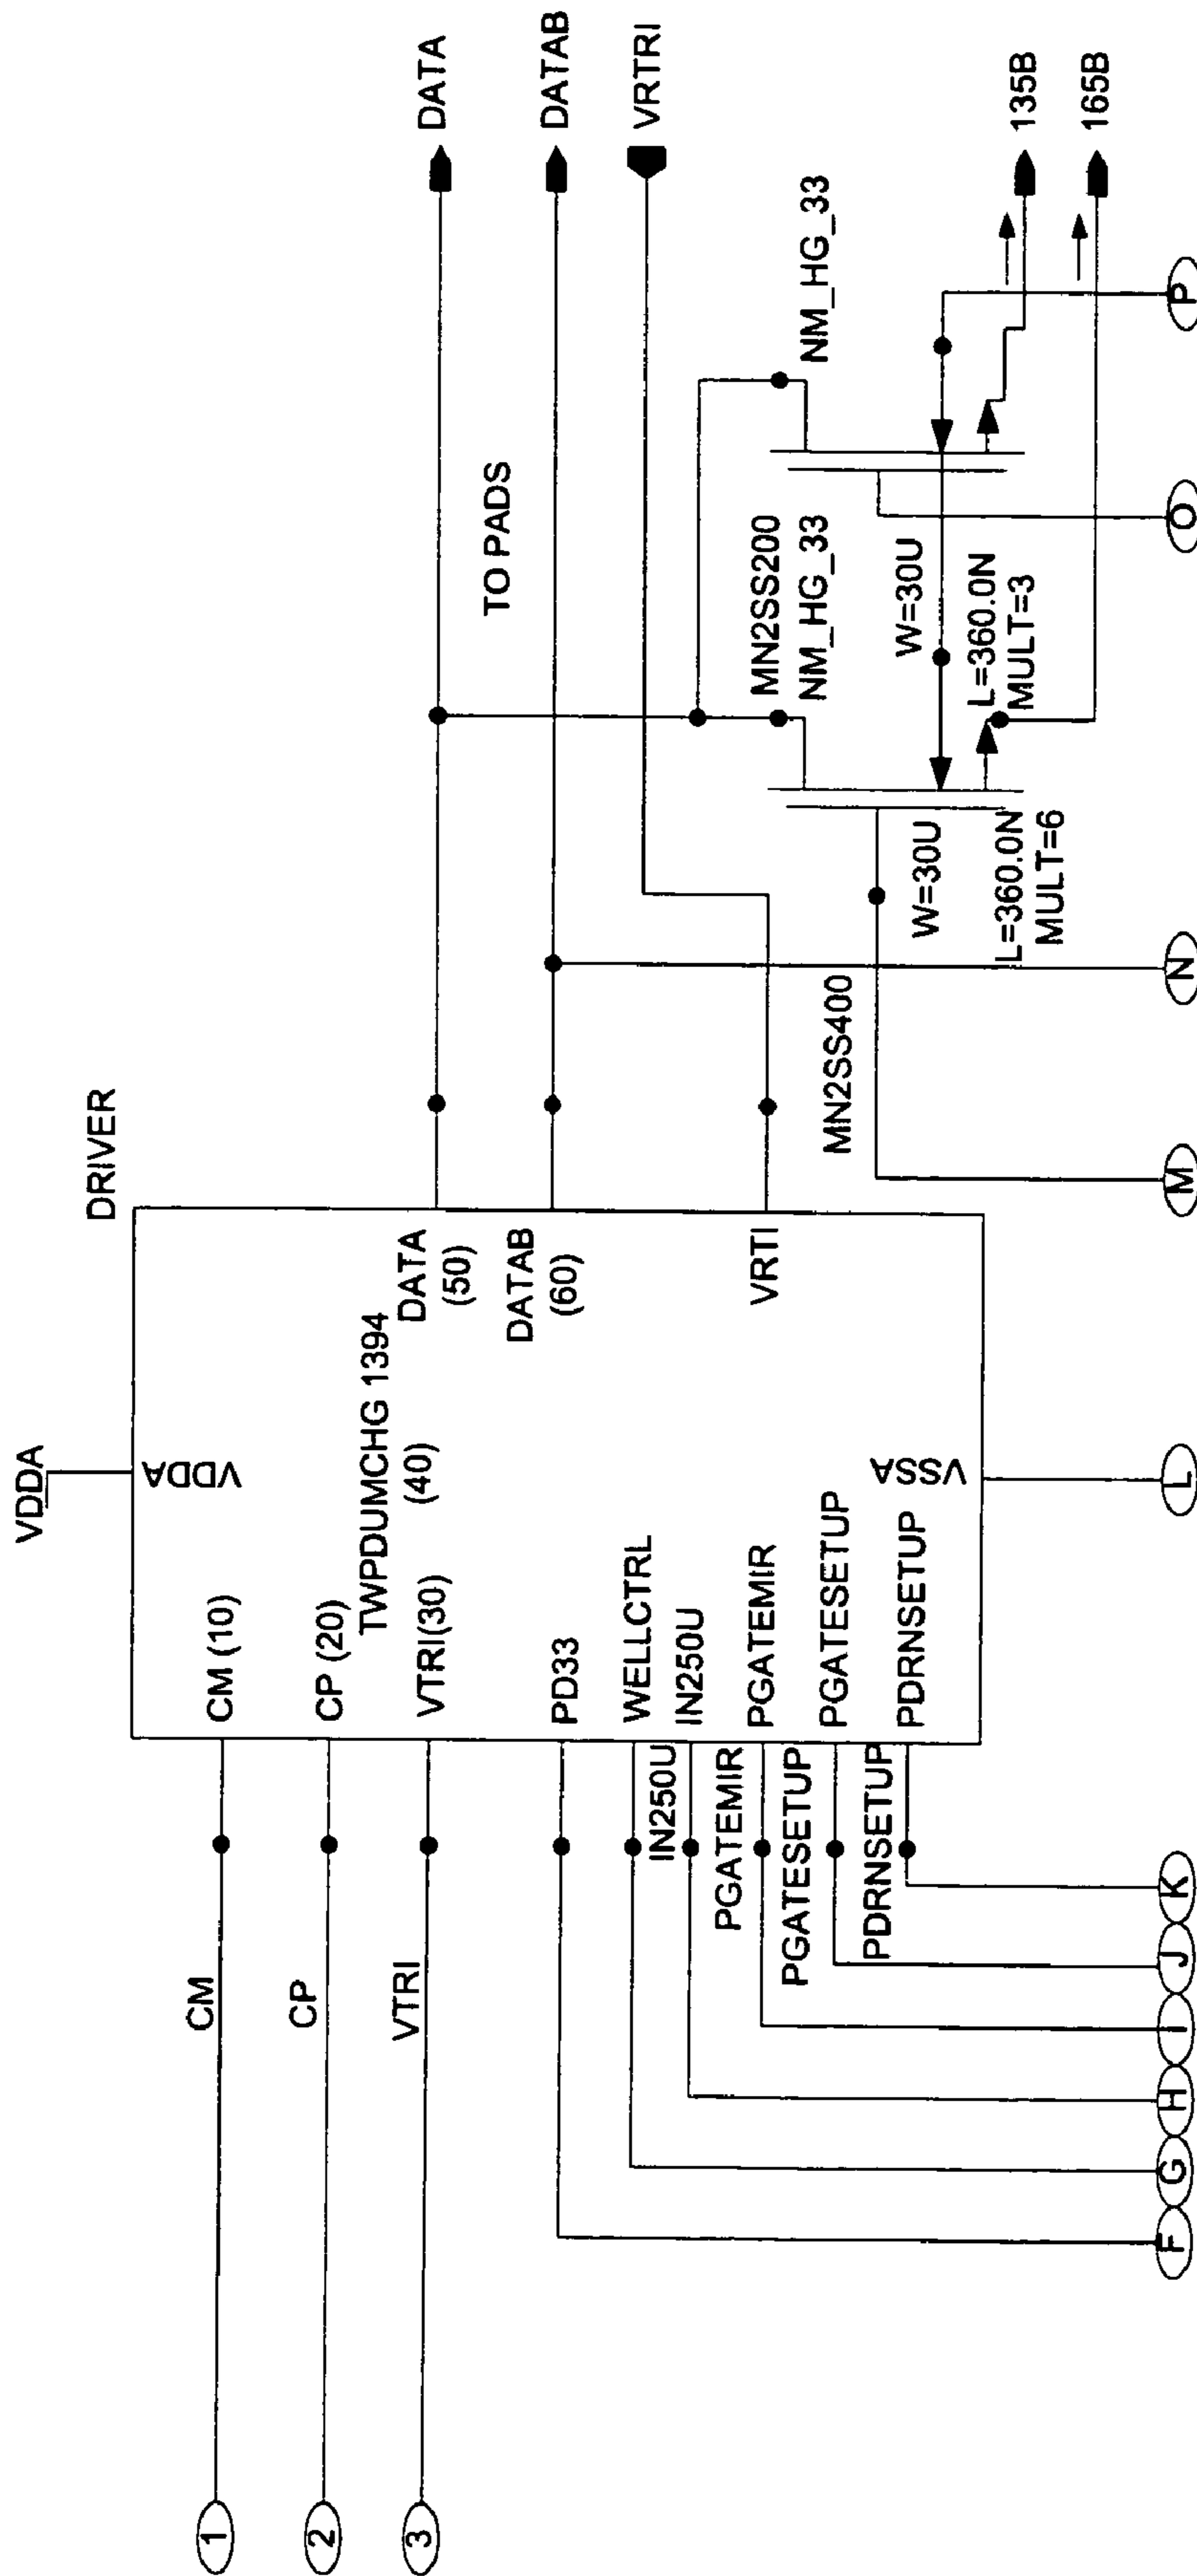 VDDA
DRIVER
VDDA
1
CM
CM (10)
2
CP
CP (20)
TWPDUMCHG 1394
(40)
3
VTRI
VTRI(30)
DATA
(50)
DATA
DATAB
(60)
DATAB
TO PADS
VRTRI
PD33
WELLCTRL
IN250U
IN250U
PGATEMIR
PGATEMIR
PGATESETUP
PGATESETUP
PDRNSETUP
PDRNSETUP
VRTI
VSSA
MN2SS200
NM_HG_33
NM_HG_33
MN2SS400
W=30U
L=360.0N
MULT=6
W=30U
L=360.0N
MULT=3
135B
165B
F
G
H
I
J
K
L
M
N
O
P